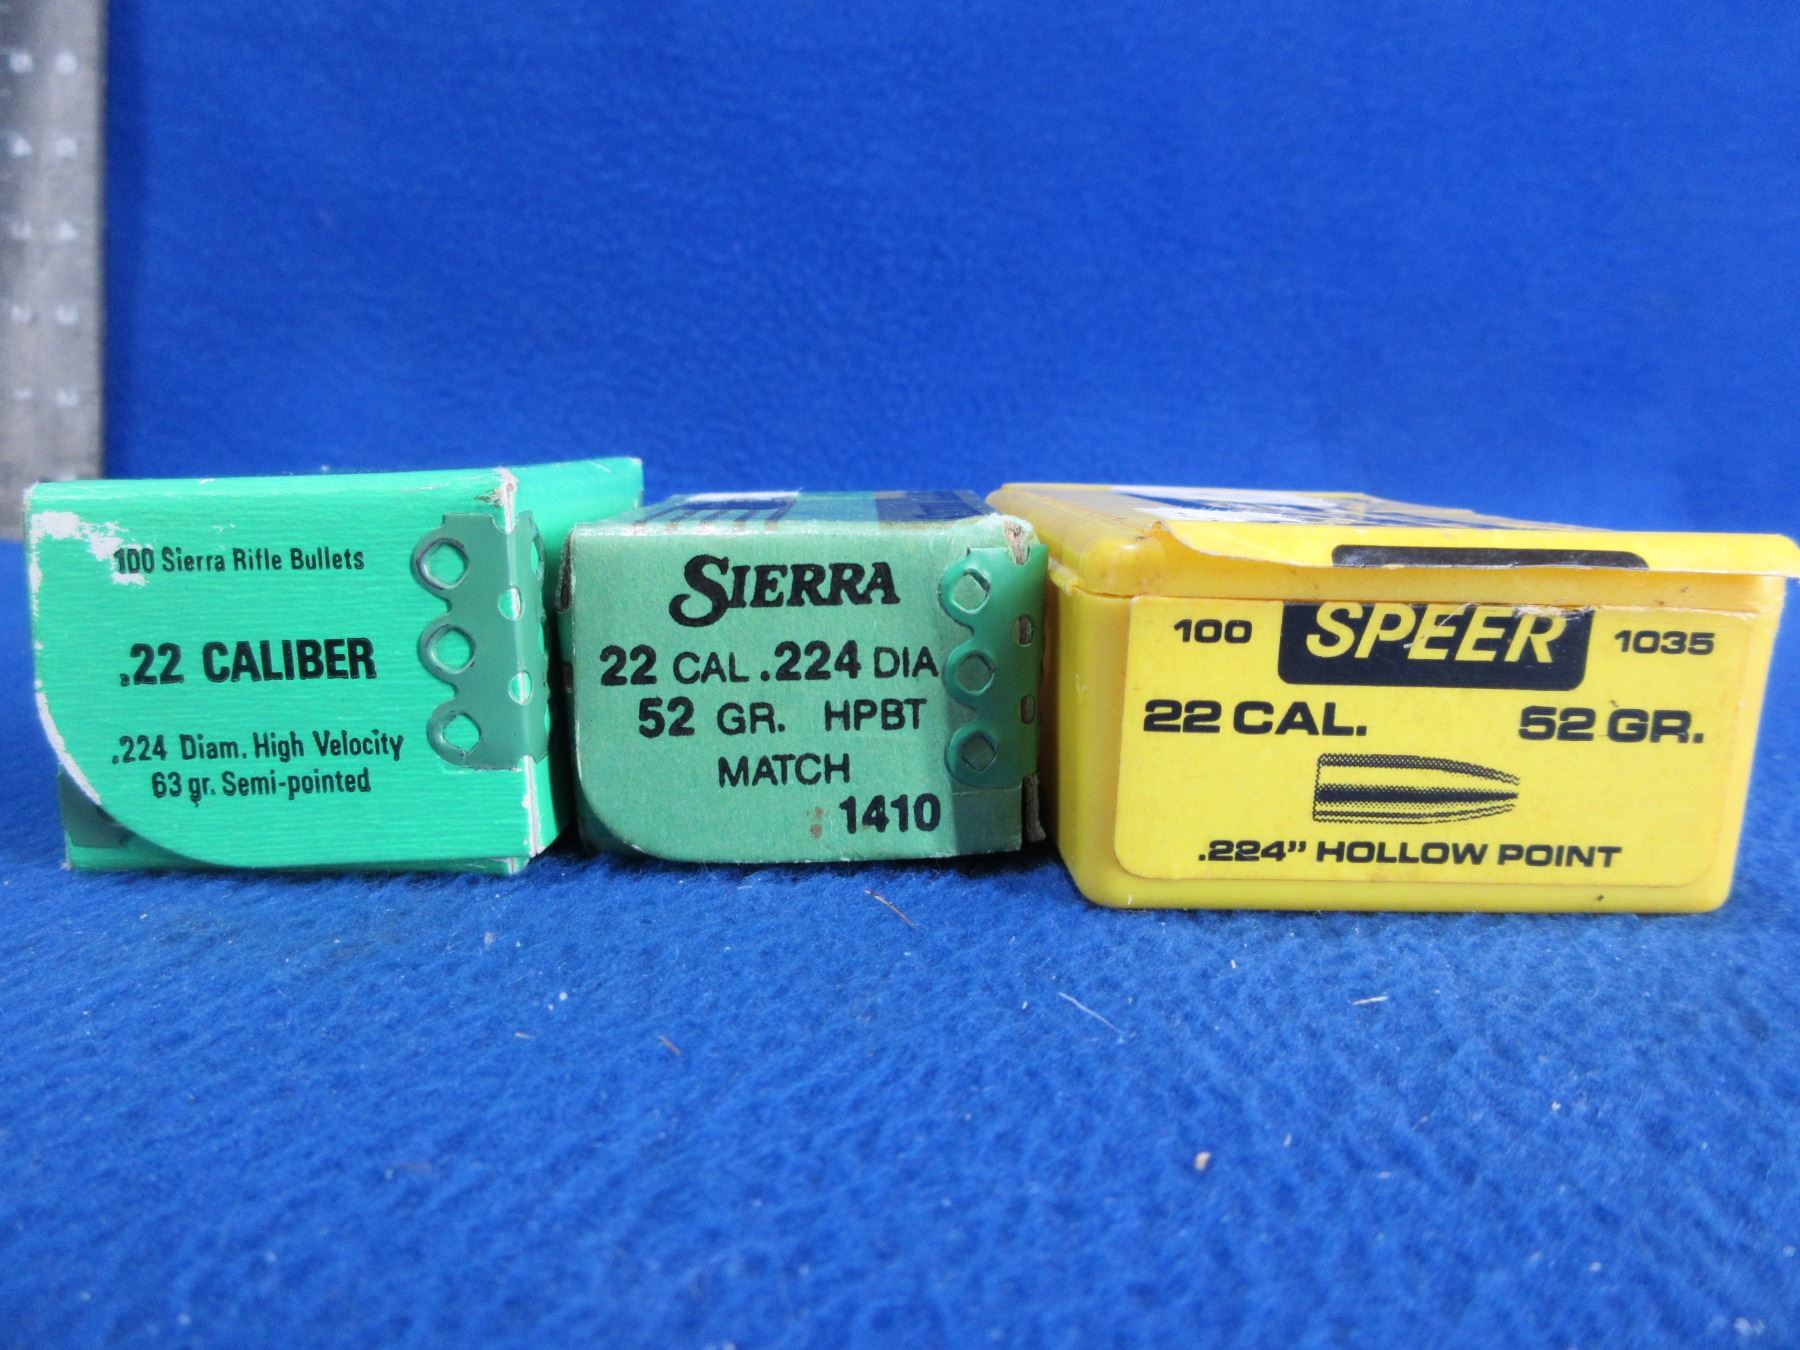 100 Sierra Rifle Bullets
.22 CALIBER
.224 Diam. High Velocity
63 gr. Semi-pointed
SIERRA
22 CAL .224 DIA
52 GR. HPBT
MATCH
1410
100 SPEER 1035
22 CAL. 52 GR.
.224" HOLLOW POINT